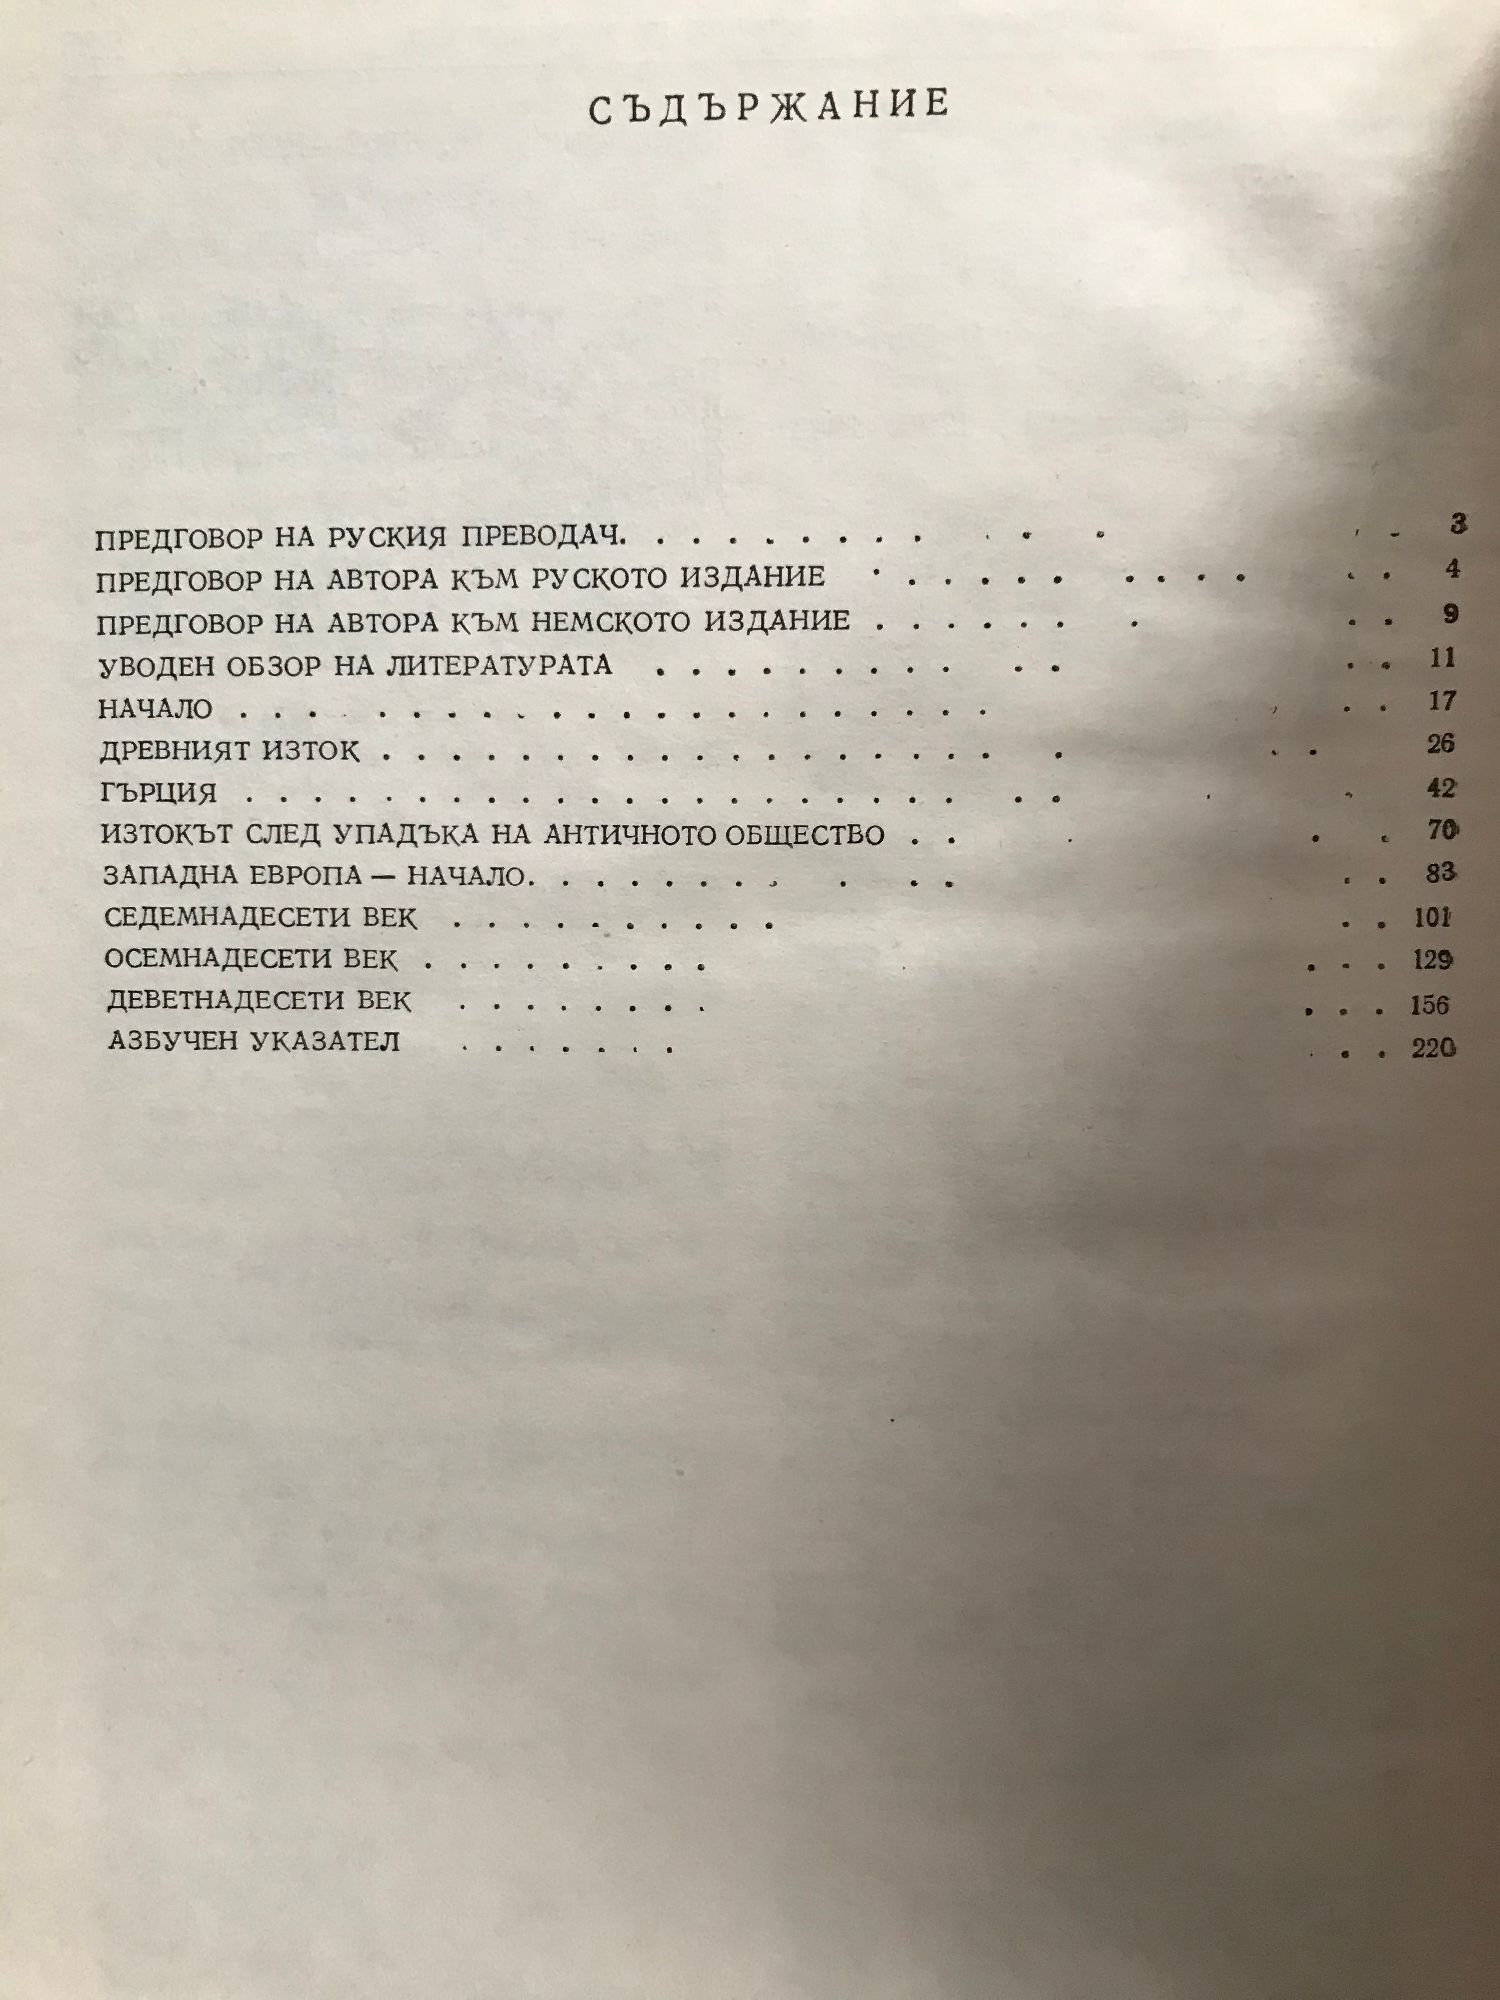 СЪДЪРЖАНИЕ
ПРЕДГОВОР НА РУСКИЯ ПРЕВОДАЧ. . . . . . . . . . . . . . 3
ПРЕДГОВОР НА АВТОРА КЪМ РУСКОТО ИЗДАНИЕ . . . . . . . . . . . . 4
ПРЕДГОВОР НА АВТОРА КЪМ НЕМСКОТО ИЗДАНИЕ . . . . . . . . . 9
УВОДЕН ОБЗОР НА ЛИТЕРАТУРАТА . . . . . . . . . . . . . 11
НАЧАЛО . . . . . . . . . . . . . . . . . . . . . . . . . 17
ДРЕВНИЯТ ИЗТОК . . . . . . . . . . . . . . . . . . . . . 26
ГЪРЦИЯ . . . . . . . . . . . . . . . . . . . . . . . . . 42
ИЗТОКЪТ СЛЕД УПАДЪКА НА АНТИЧНОТО ОБЩЕСТВО . . . . . 70
ЗАПАДНА ЕВРОПА — НАЧАЛО. . . . . . . . . . . . . 83
СЕДЕМНАДЕСЕТИ ВЕК . . . . . . . . . . . . 101
ОСЕМНАДЕСЕТИ ВЕК . . . . . . . . . . . . 129
ДЕВЕТНАДЕСЕТИ ВЕК . . . . . . . . . . . 156
АЗБУЧЕН УКАЗАТЕЛ . . . . . . . . . . 220